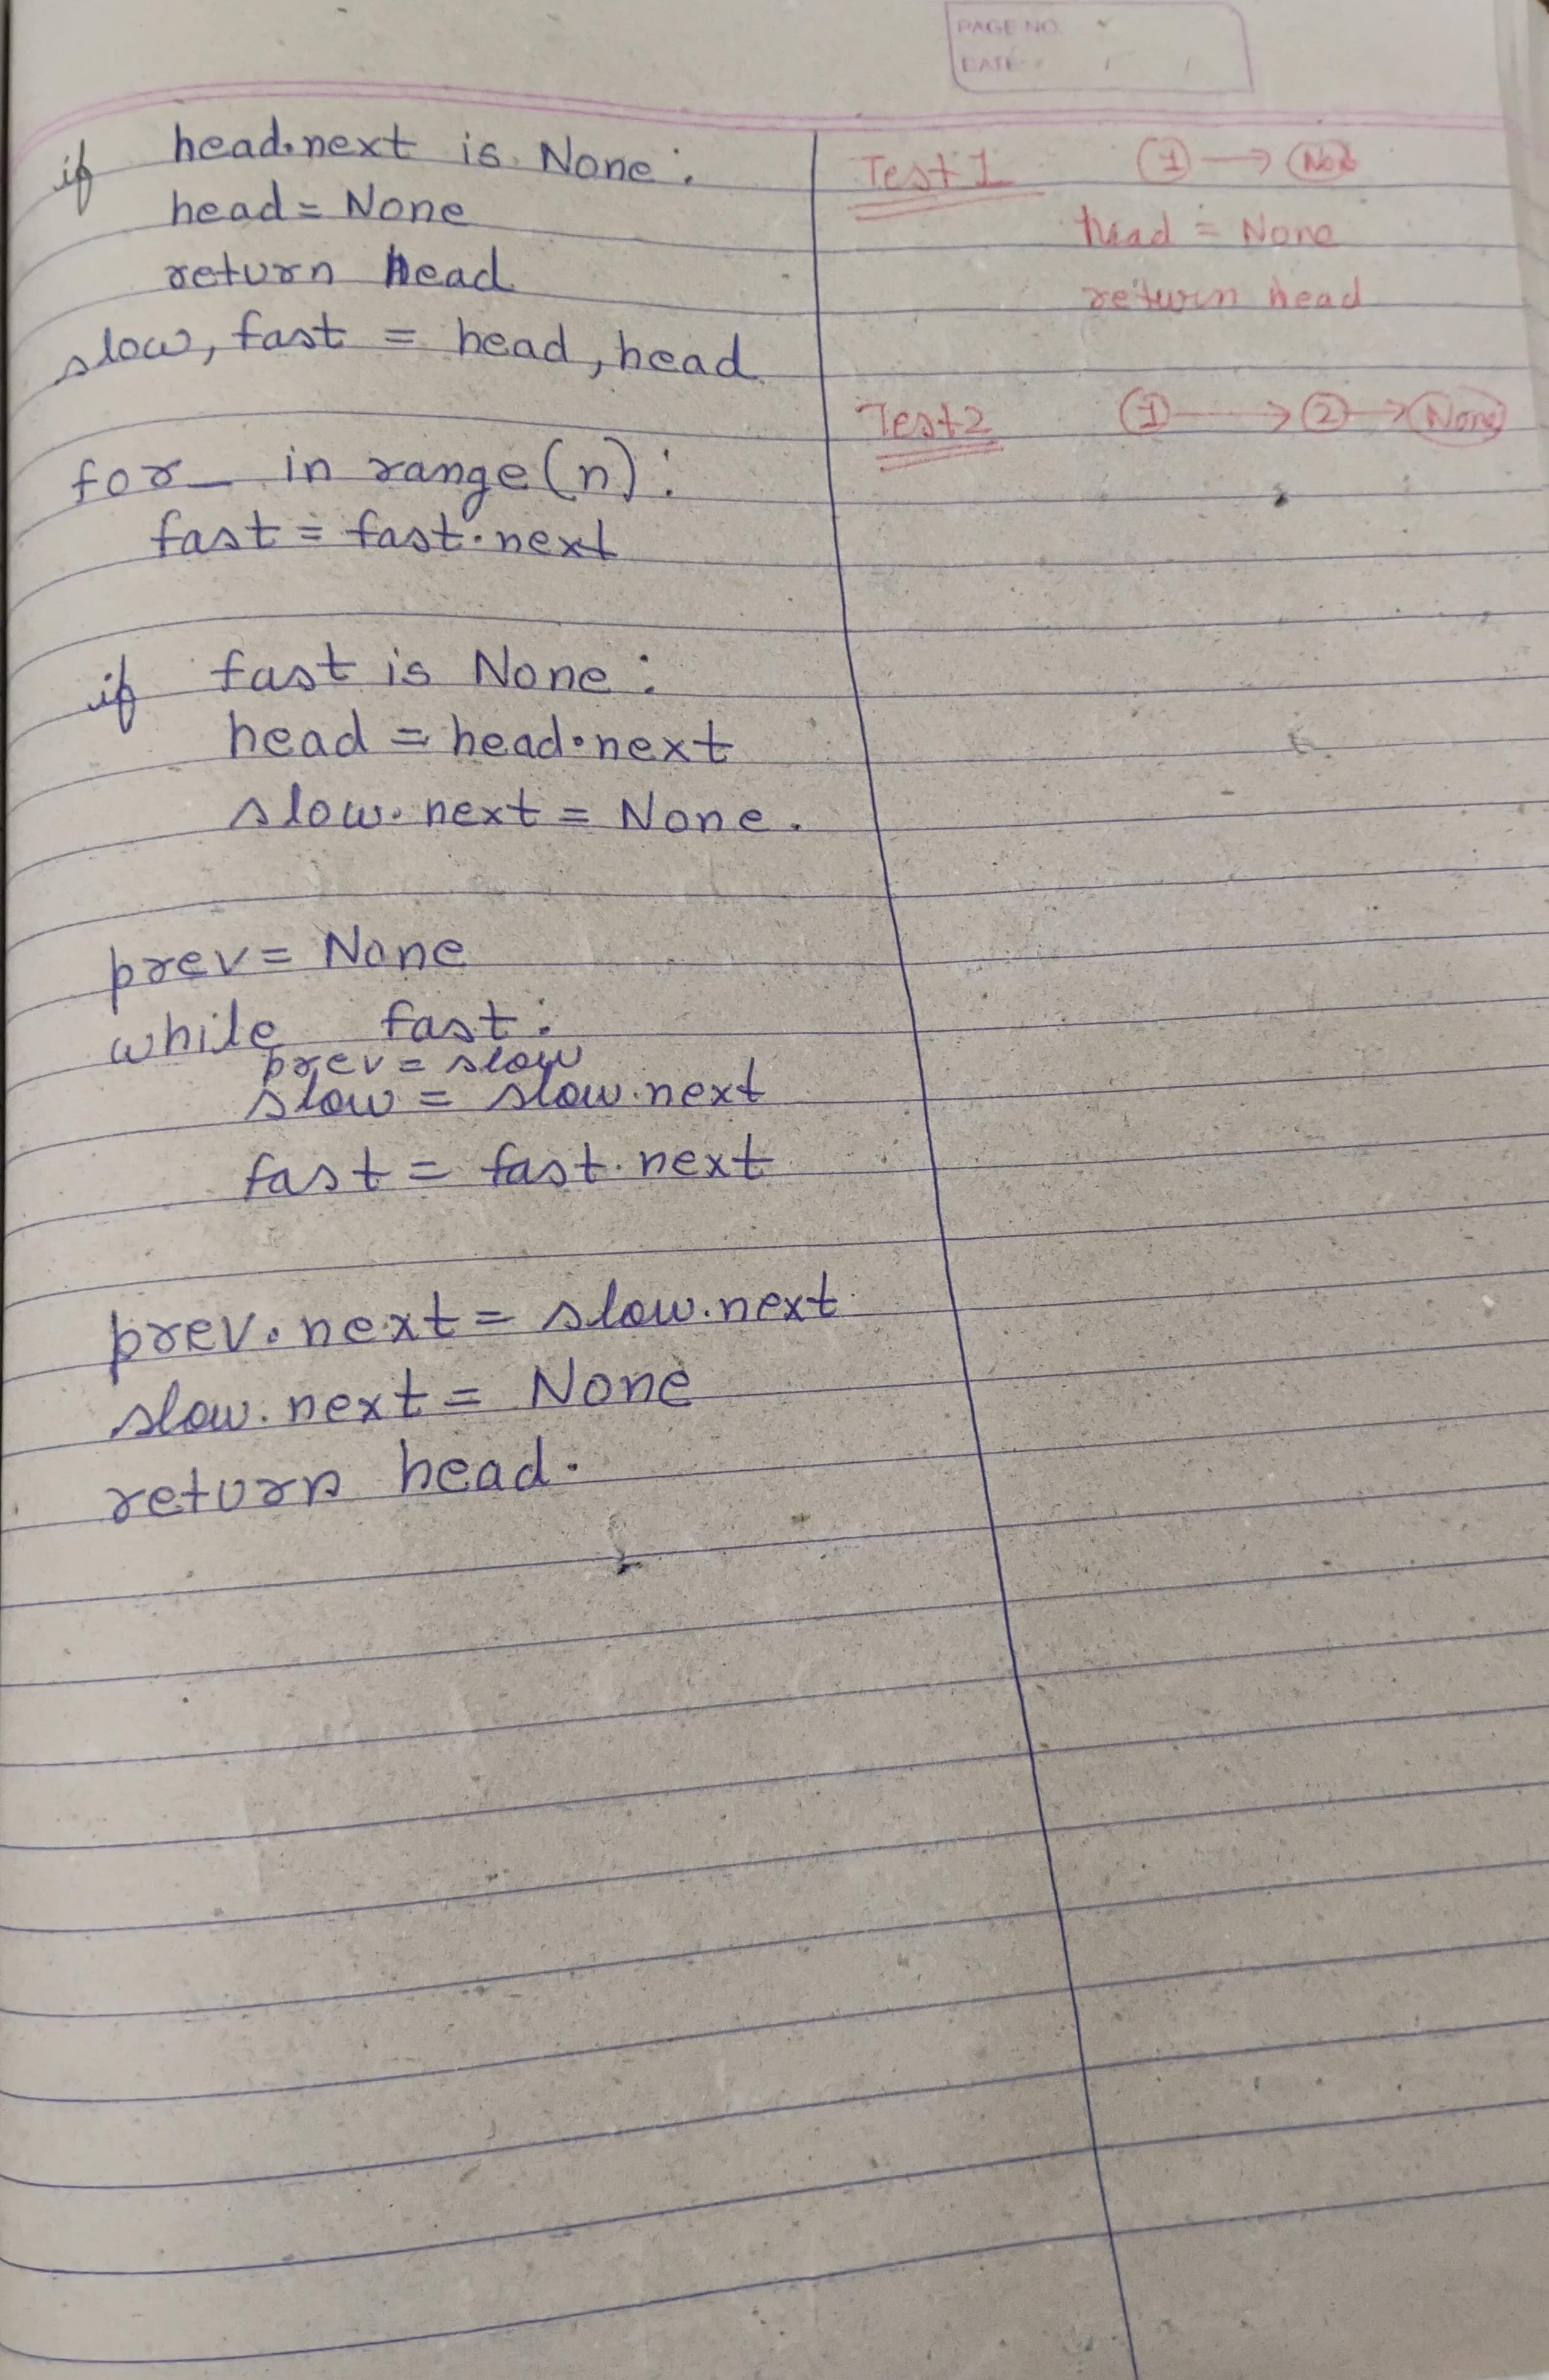 PAGE NO.
DATE
if head.next is None:
head = None
return head
slow, fast = head, head
for _ in range(n):
fast = fast.next
if fast is None:
head = head.next
slow.next = None.
prev = None
while fast:
prev = slow
slow = slow.next
fast = fast.next
prev.next = slow.next
slow.next = None
return head.
Test 1 1 → None
head = None
return head
Test 2 1 → 2 → None